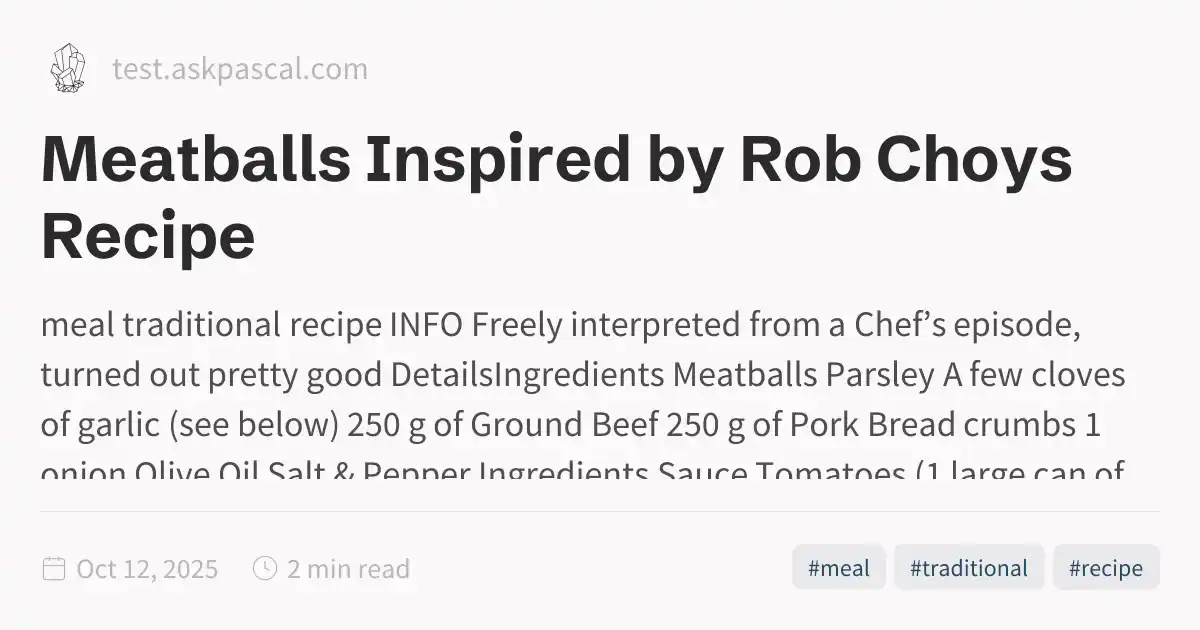 test.askpascal.com
Meatballs Inspired by Rob Choys
Recipe
meal traditional recipe INFO Freely interpreted from a Chef’s episode,
turned out pretty good DetailsIngredients Meatballs Parsley A few cloves
of garlic (see below) 250 g of Ground Beef 250 g of Pork Bread crumbs 1
onion Olive Oil Salt & Pepper Ingredients Sauce Tomatoes (1 large can of
Oct 12, 2025
2 min read
#meal
#traditional
#recipe